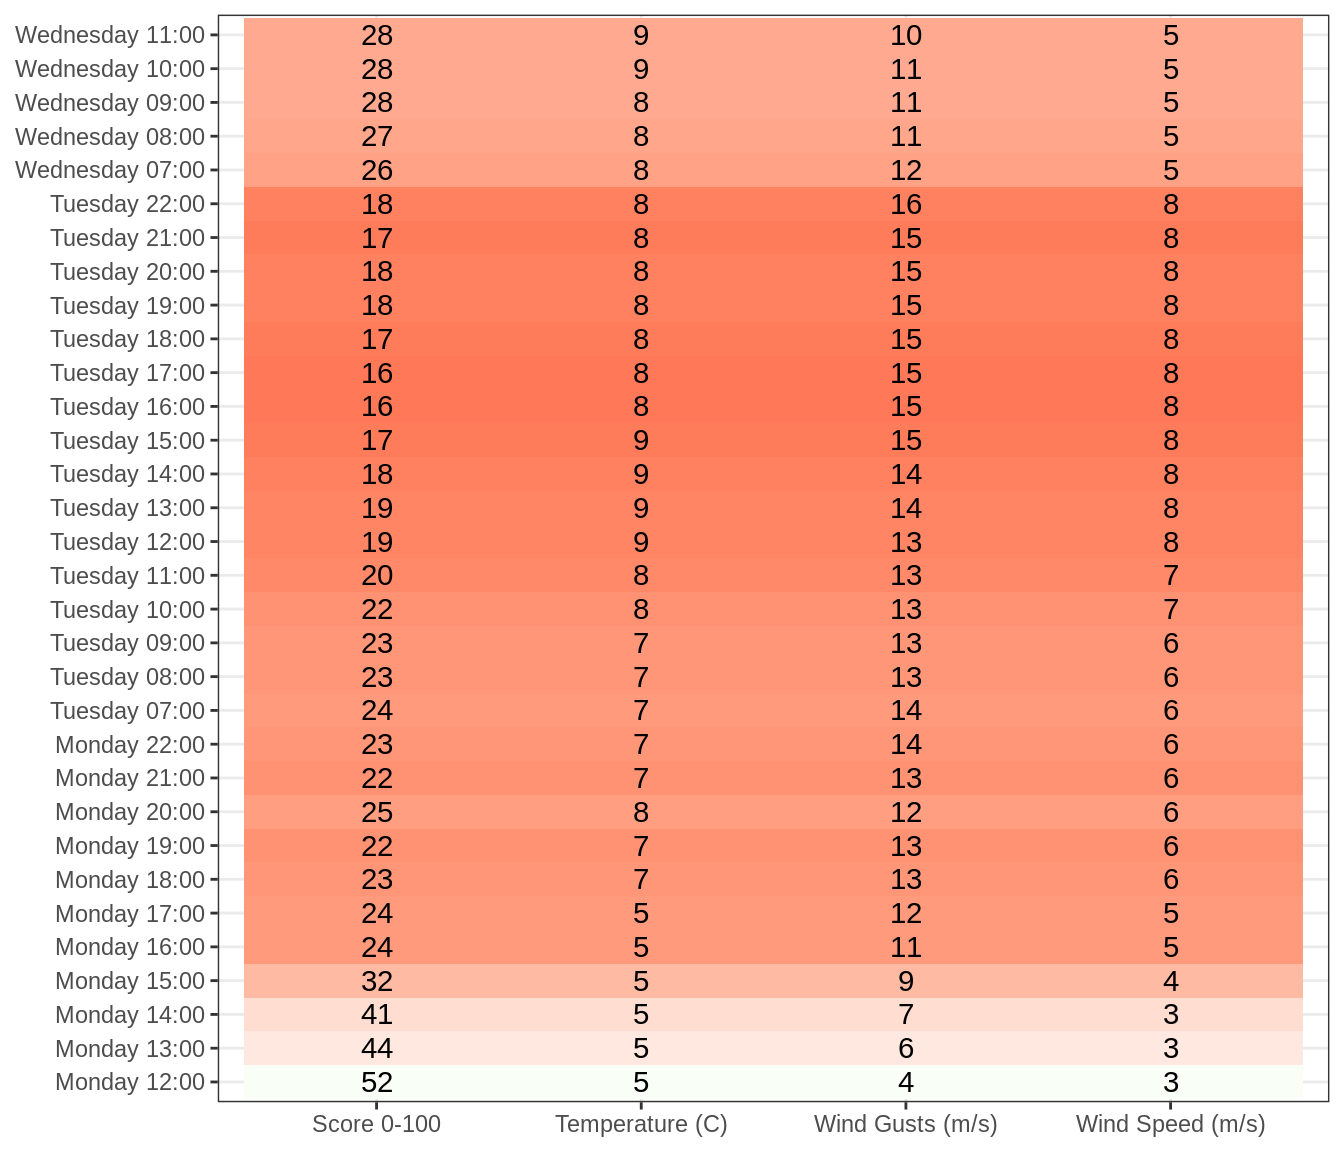 Wednesday 11:00 28 9 10 5
Wednesday 10:00 28 9 11 5
Wednesday 09:00 28 8 11 5
Wednesday 08:00 27 8 11 5
Wednesday 07:00 26 8 12 5
Tuesday 22:00 18 8 16 8
Tuesday 21:00 17 8 15 8
Tuesday 20:00 18 8 15 8
Tuesday 19:00 18 8 15 8
Tuesday 18:00 17 8 15 8
Tuesday 17:00 16 8 15 8
Tuesday 16:00 16 8 15 8
Tuesday 15:00 17 9 15 8
Tuesday 14:00 18 9 14 8
Tuesday 13:00 19 9 14 8
Tuesday 12:00 19 9 13 8
Tuesday 11:00 20 8 13 7
Tuesday 10:00 22 8 13 7
Tuesday 09:00 23 7 13 6
Tuesday 08:00 23 7 13 6
Tuesday 07:00 24 7 14 6
Monday 22:00 23 7 14 6
Monday 21:00 22 7 13 6
Monday 20:00 25 8 12 6
Monday 19:00 22 7 13 6
Monday 18:00 23 7 13 6
Monday 17:00 24 5 12 5
Monday 16:00 24 5 11 5
Monday 15:00 32 5 9 4
Monday 14:00 41 5 7 3
Monday 13:00 44 5 6 3
Monday 12:00 52 5 4 3
Score 0-100 Temperature (C) Wind Gusts (m/s) Wind Speed (m/s)